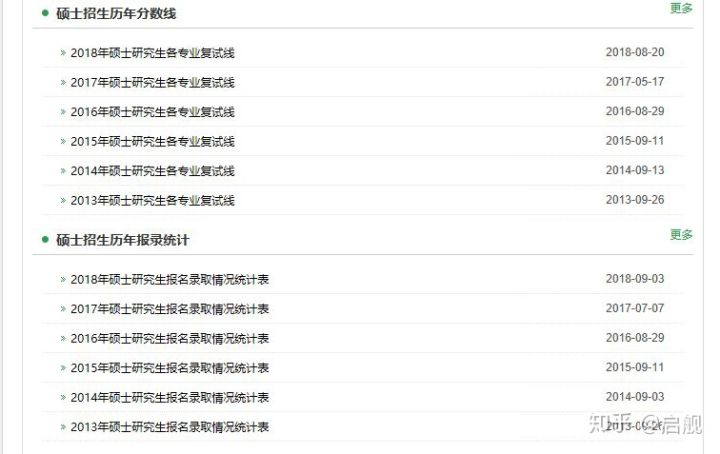 硕士招生历年分数线 更多
2018年硕士研究生各专业复试线 2018-08-20
2017年硕士研究生各专业复试线 2017-05-17
2016年硕士研究生各专业复试线 2016-08-29
2015年硕士研究生各专业复试线 2015-09-11
2014年硕士研究生各专业复试线 2014-09-13
2013年硕士研究生各专业复试线 2013-09-26
硕士招生历年报录统计 更多
2018年硕士研究生报名录取情况统计表 2018-09-03
2017年硕士研究生报名录取情况统计表 2017-07-07
2016年硕士研究生报名录取情况统计表 2016-08-29
2015年硕士研究生报名录取情况统计表 2015-09-11
2014年硕士研究生报名录取情况统计表 2014-09-03
2013年硕士研究生报名录取情况统计表 2013-09-26
知乎 @启舰